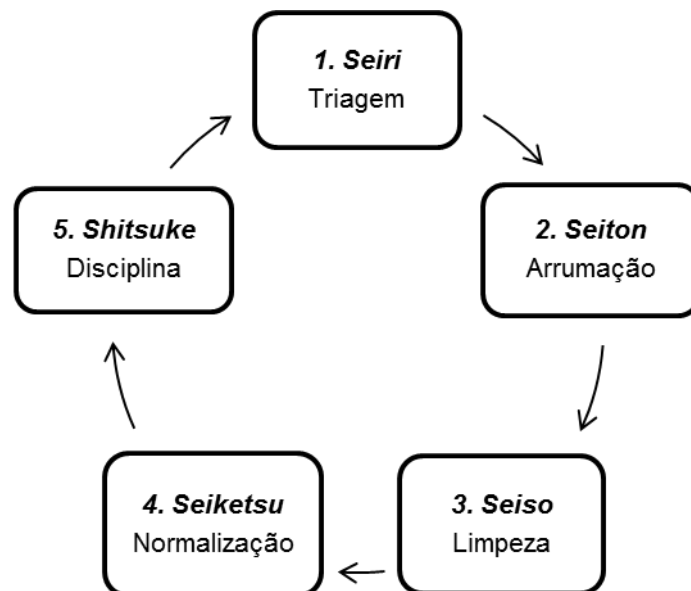 1. Seiri
Triagem
2. Seiton
Arrumação
3. Seiso
Limpeza
4. Seiketsu
Normalização
5. Shitsuke
Disciplina